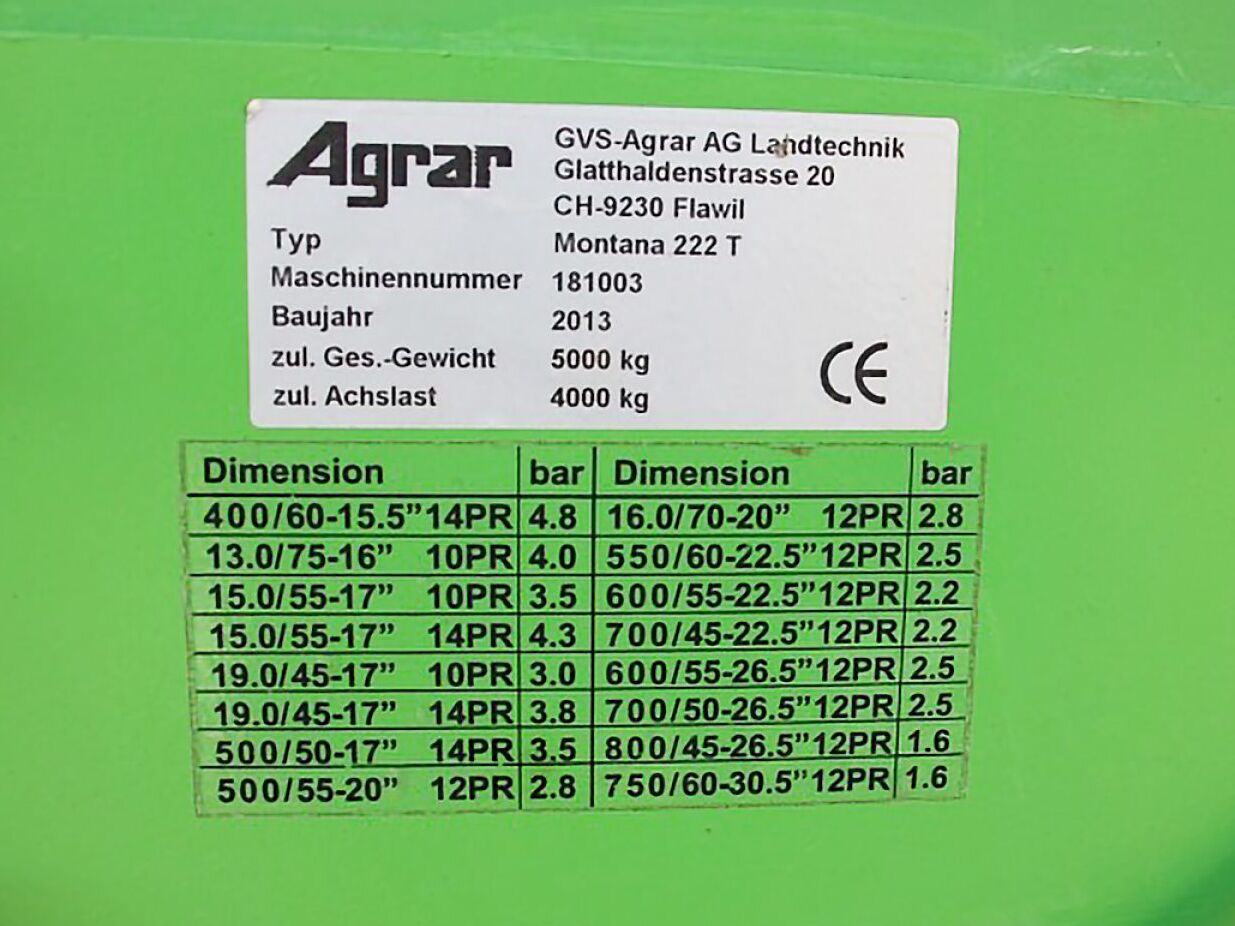 Agrar
GVS-Agrar AG Landtechnik
Glatthaldenstrasse 20
CH-9230 Flawil
Typ Montana 222 T
Maschinennummer 181003
Baujahr 2013
zul. Ges.-Gewicht 5000 kg
zul. Achslast 4000 kg
CE
Dimension bar Dimension bar
400/60-15.5” 14PR 4.8 16.0/70-20” 12PR 2.8
13.0/75-16” 10PR 4.0 550/60-22.5” 12PR 2.5
15.0/55-17” 10PR 3.5 600/55-22.5” 12PR 2.2
15.0/55-17” 14PR 4.3 700/45-22.5” 12PR 2.2
19.0/45-17” 10PR 3.0 600/55-26.5” 12PR 2.5
19.0/45-17” 14PR 3.8 700/50-26.5” 12PR 2.5
500/50-17” 14PR 3.5 800/45-26.5” 12PR 1.6
500/55-20” 12PR 2.8 750/60-30.5” 12PR 1.6